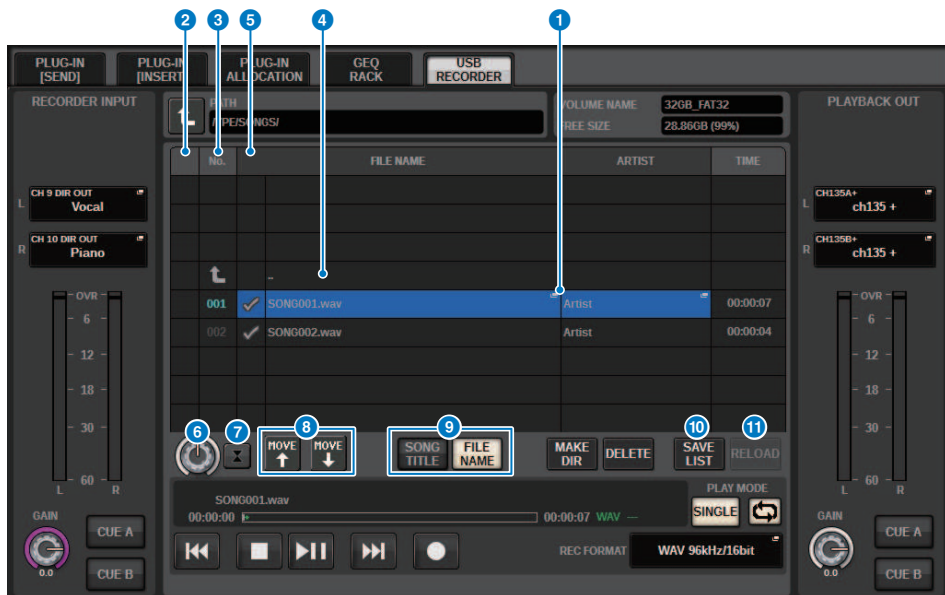 2 3 5 4 1
PLUG-IN [SEND]
PLUG-IN [INSERT]
PLUG-IN ALLOCATION
GEQ RACK
USB RECORDER
RECORDER INPUT
PATH
VOLUME NAME 32GB_FAT32
FREE SIZE 28.86GB (99%)
PLAYBACK OUT
No. FILE NAME ARTIST TIME
CH 9 DIR OUT
L Vocal
CH 10 DIR OUT
R Piano
CH135A+
L ch135 +
CH135B+
R ch135 +
001 SONG001.wav Artist 00:00:07
002 SONG002.wav Artist 00:00:04
OVR
6
12
18
30
60
L R
OVR
6
12
18
30
60
L R
6 7 8 9 10 11
MOVE MOVE
SONG TITLE
FILE NAME
MAKE DIR
DELETE
SAVE LIST
RELOAD
SONG001.wav
00:00:00 00:00:07 WAV —
PLAY MODE
SINGLE
REC FORMAT WAV 96kHz/16bit
GAIN
0.0
CUE A
CUE B
GAIN
0.0
CUE A
CUE B